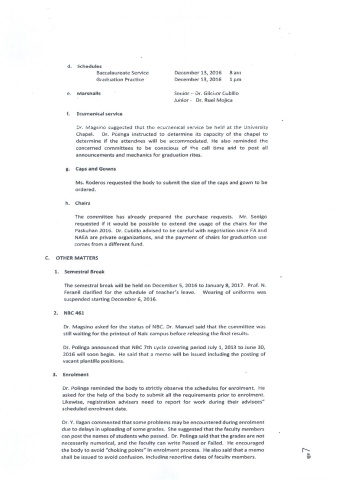 d. Schedules
Baccalaureate Service December 13, 2016 8 am
Graduation Practice December 13, 2016 1 pm
e. Marshalls Senior – Dr. Gilchor Cubillo
Junior - Dr. Roel Mojica
f. Ecumenical service
Dr. Magsino suggested that the ecumenical service be held at the University
Chapel. Dr. Polinga instructed to determine its capacity of the chapel to
determine if the attendees will be accommodated. He also reminded the
concerned committees to be conscious of the call time and to post all
announcements and mechanics for graduation rites.
g. Caps and Gowns
Ms. Roderos requested the body to submit the size of the caps and gown to be
ordered.
h. Chairs
The committee has already prepared the purchase requests. Mr. Sedigo
requested if it would be possible to extend the usage of the chairs for the
Paskuhan 2016. Dr. Cubillo advised to be careful with negotiation since FA and
NAEA are private organizations, and the payment of chairs for graduation use
comes from a different fund.
C. OTHER MATTERS
1. Semestral Break
The semestral break will be held on December 5, 2016 to January 8, 2017. Prof. N.
Feranil clarified for the schedule of teacher's leave. Wearing of uniforms was
suspended starting December 6, 2016.
2. NBC 461
Dr. Magsino asked for the status of NBC. Dr. Manuel said that the committee was
still waiting for the printout of Naic campus before releasing the final results.
Dr. Polinga announced that NBC 7th cycle covering period July 1, 2013 to June 30,
2016 will soon begin. He said that a memo will be issued including the posting of
vacant plantilla positions.
3. Enrolment
Dr. Polinga reminded the body to strictly observe the schedules for enrolment. He
asked for the help of the body to submit all the requirements prior to enrolment.
Likewise, registration advisers need to report for work during their advisees"
scheduled enrolment date.
Dr. Y. Ilagan commented that some problems may be encountered during enrolment
due to delays in uploading of some grades. She suggested that the faculty members
can post the names of students who passed. Dr. Polinga said that the grades are not
necessarily numerical, and the faculty can write Passed or Failed. He encouraged
the body to avoid "choking points" in enrolment process. He also said that a memo
shall be issued to avoid confusion, including reporting dates of faculty members.